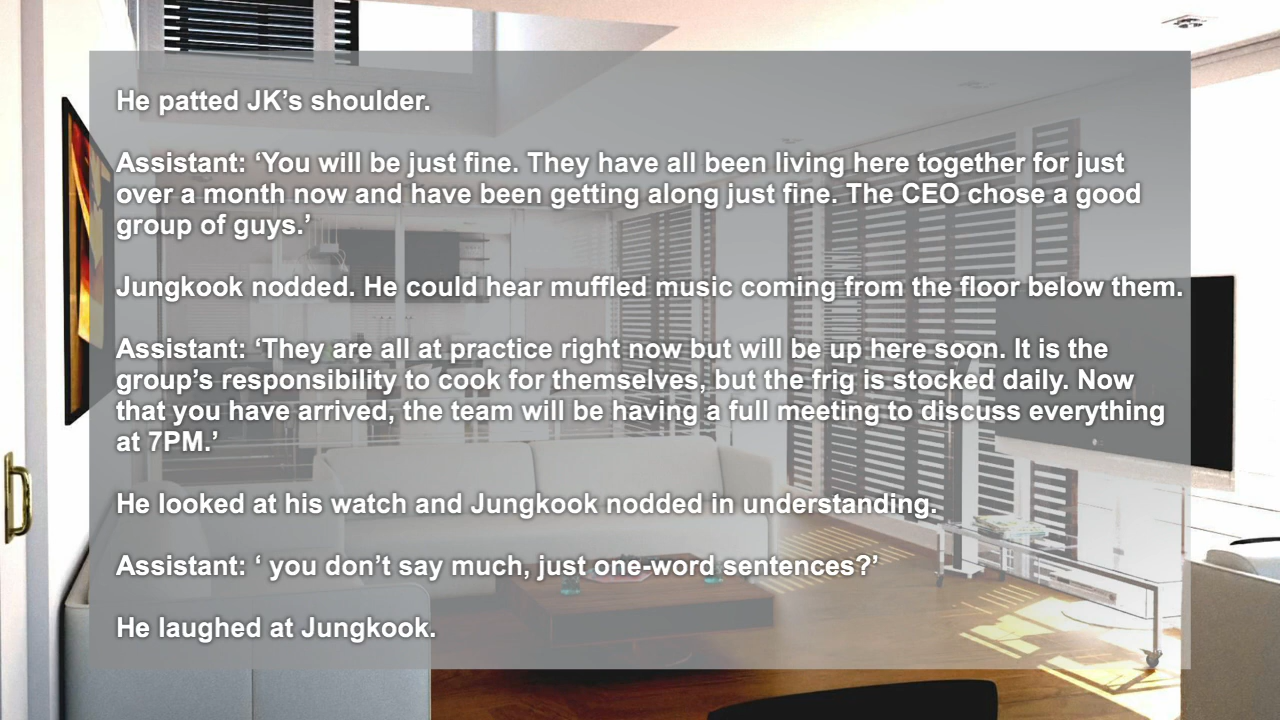 He patted JK’s shoulder.
Assistant: ‘You will be just fine. They have all been living here together for just
over a month now and have been getting along just fine. The CEO chose a good
group of guys.’
Jungkook nodded. He could hear muffled music coming from the floor below them.
Assistant: ‘They are all at practice right now but will be up here soon. It is the
group’s responsibility to cook for themselves, but the frig is stocked daily. Now
that you have arrived, the team will be having a full meeting to discuss everything
at 7PM.’
He looked at his watch and Jungkook nodded in understanding.
Assistant: ‘ you don’t say much, just one-word sentences?’
He laughed at Jungkook.